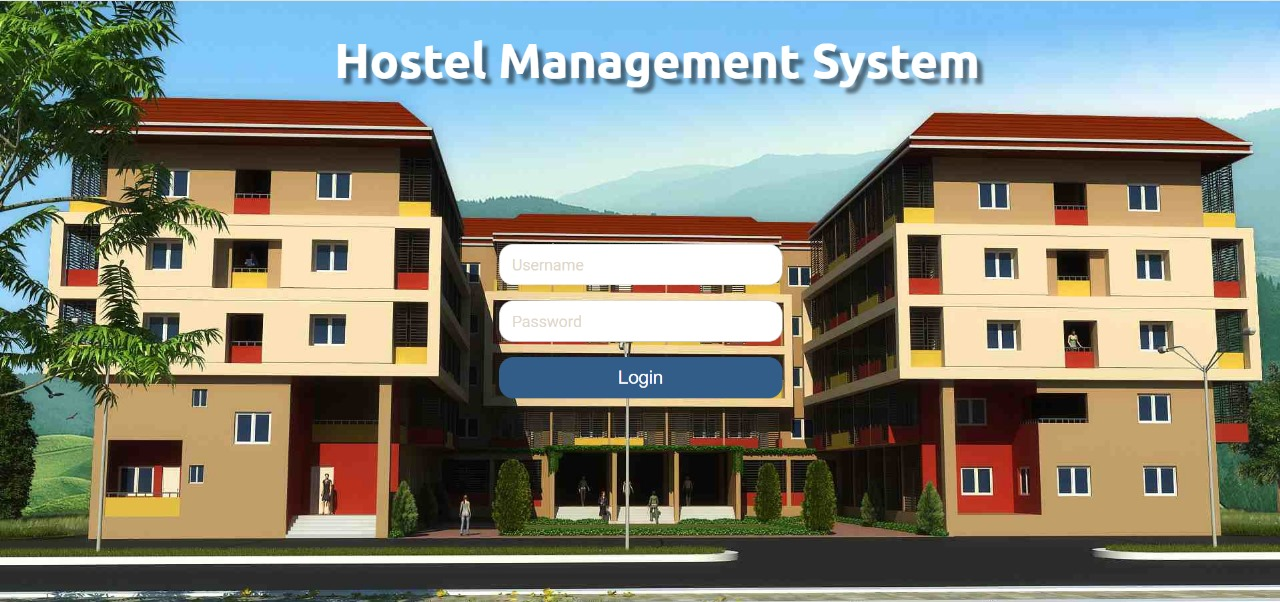 Hostel Management System
Username
Password
Login